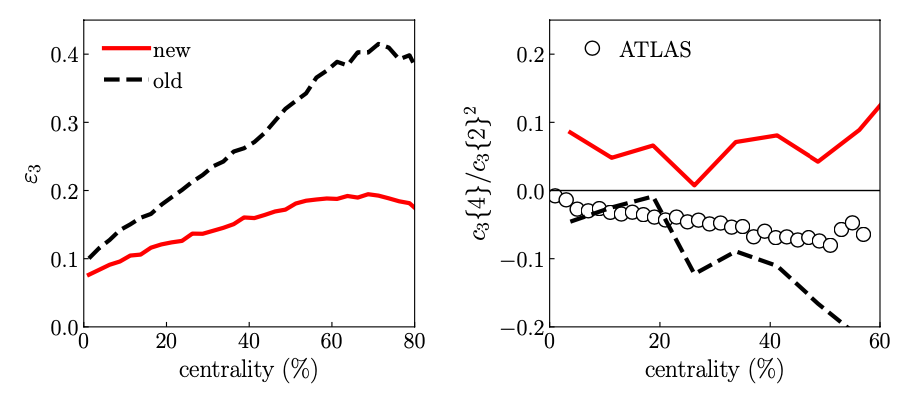 new
old
0.4
0.3
0.2
0.1
0.0
ε₃
0
20
40
60
80
centrality (%)
ATLAS
0.2
0.1
0.0
−0.1
−0.2
c₃{4}/c₃{2}²
0
20
40
60
centrality (%)